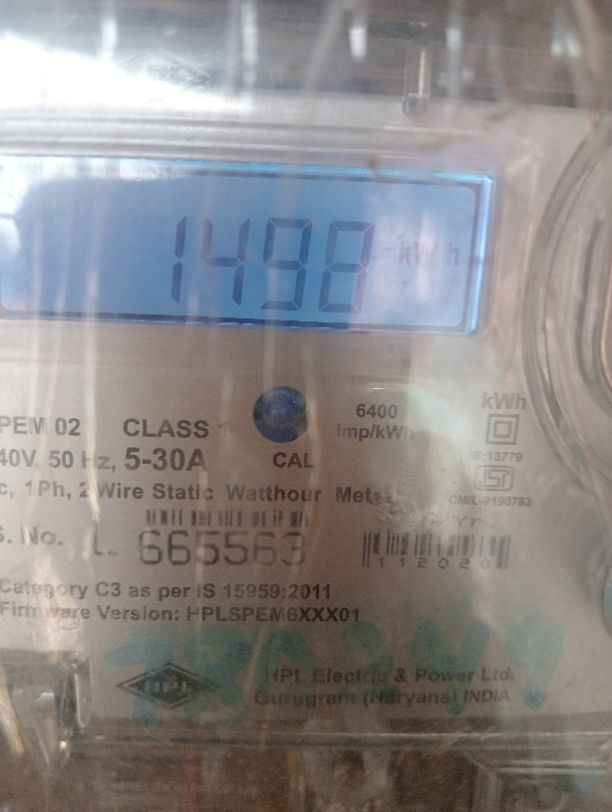 1498 kWh
PEM 02 CLASS 1
6400 imp/kWh
kWh
40V, 50 Hz, 5-30A
CAL
IS:13779
c, 1Ph, 2 Wire Static Watthour Meter
CM/L-9190783
S. No. L 665563
112020
Category C3 as per IS 15959:2011
Firmware Version: HPLSPEM6XXX01
HPL
HPL Electric & Power Ltd.
Gurugram (Haryana) INDIA